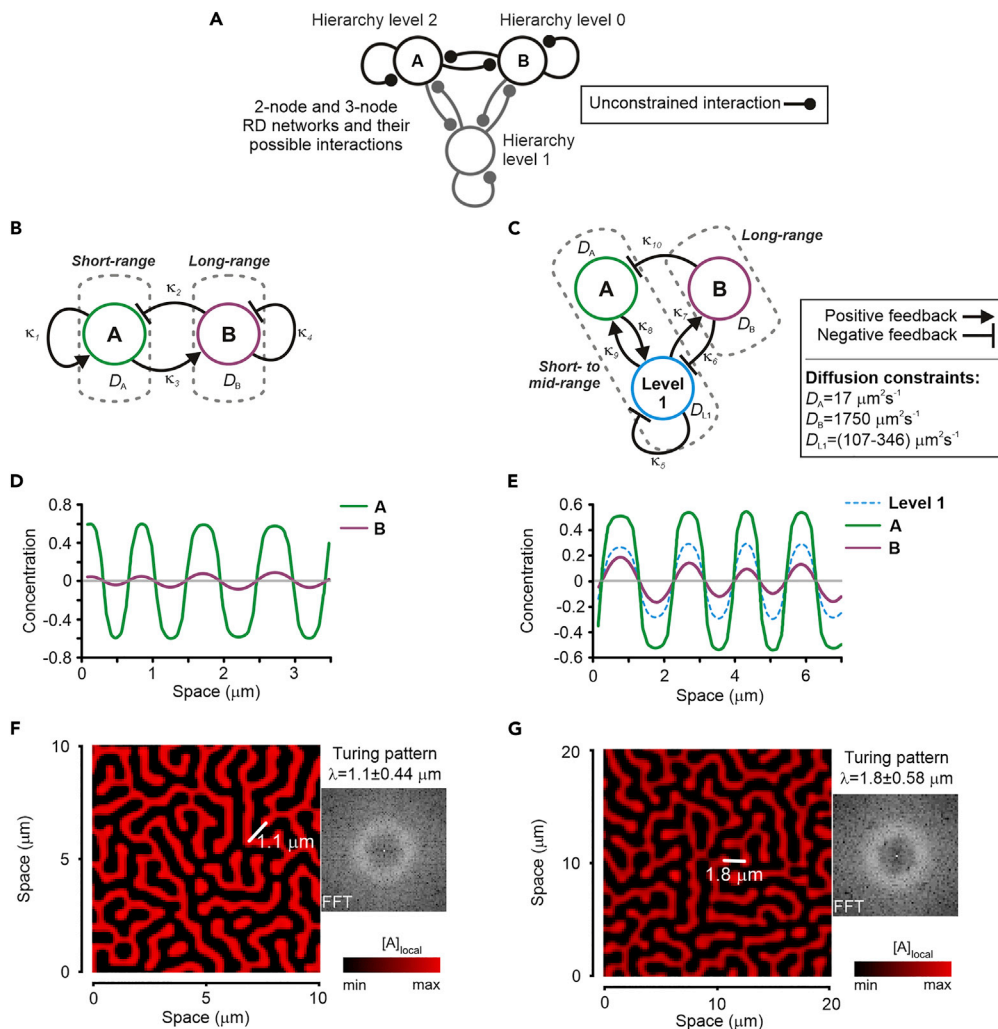 A
Hierarchy level 2
Hierarchy level 0
A
B
2-node and 3-node
RD networks and their
possible interactions
Unconstrained interaction
Hierarchy
level 1
B
Short-range
Long-range
κ1
κ2
κ3
κ4
A
B
DA
DB
C
Long-range
DA
κ10
A
B
κ8
κ7
κ9
κ6
DB
Short- to
mid-range
Level
1
DL1
κ5
Positive feedback
Negative feedback
Diffusion constraints:
DA=17 μm²s⁻¹
DB=1750 μm²s⁻¹
DL1=(107-346) μm²s⁻¹
D
Concentration
0.8
0.4
0
-0.4
-0.8
0
1
2
3
Space (μm)
A
B
E
Concentration
0.6
0.4
0.2
0
-0.2
-0.4
-0.6
0
2
4
6
Space (μm)
Level 1
A
B
F
Space (μm)
10
5
0
0
5
10
Space (μm)
1.1 μm
Turing pattern
λ=1.1±0.44 μm
FFT
[A]local
min
max
G
Space (μm)
20
10
0
0
10
20
Space (μm)
1.8 μm
Turing pattern
λ=1.8±0.58 μm
FFT
[A]local
min
max